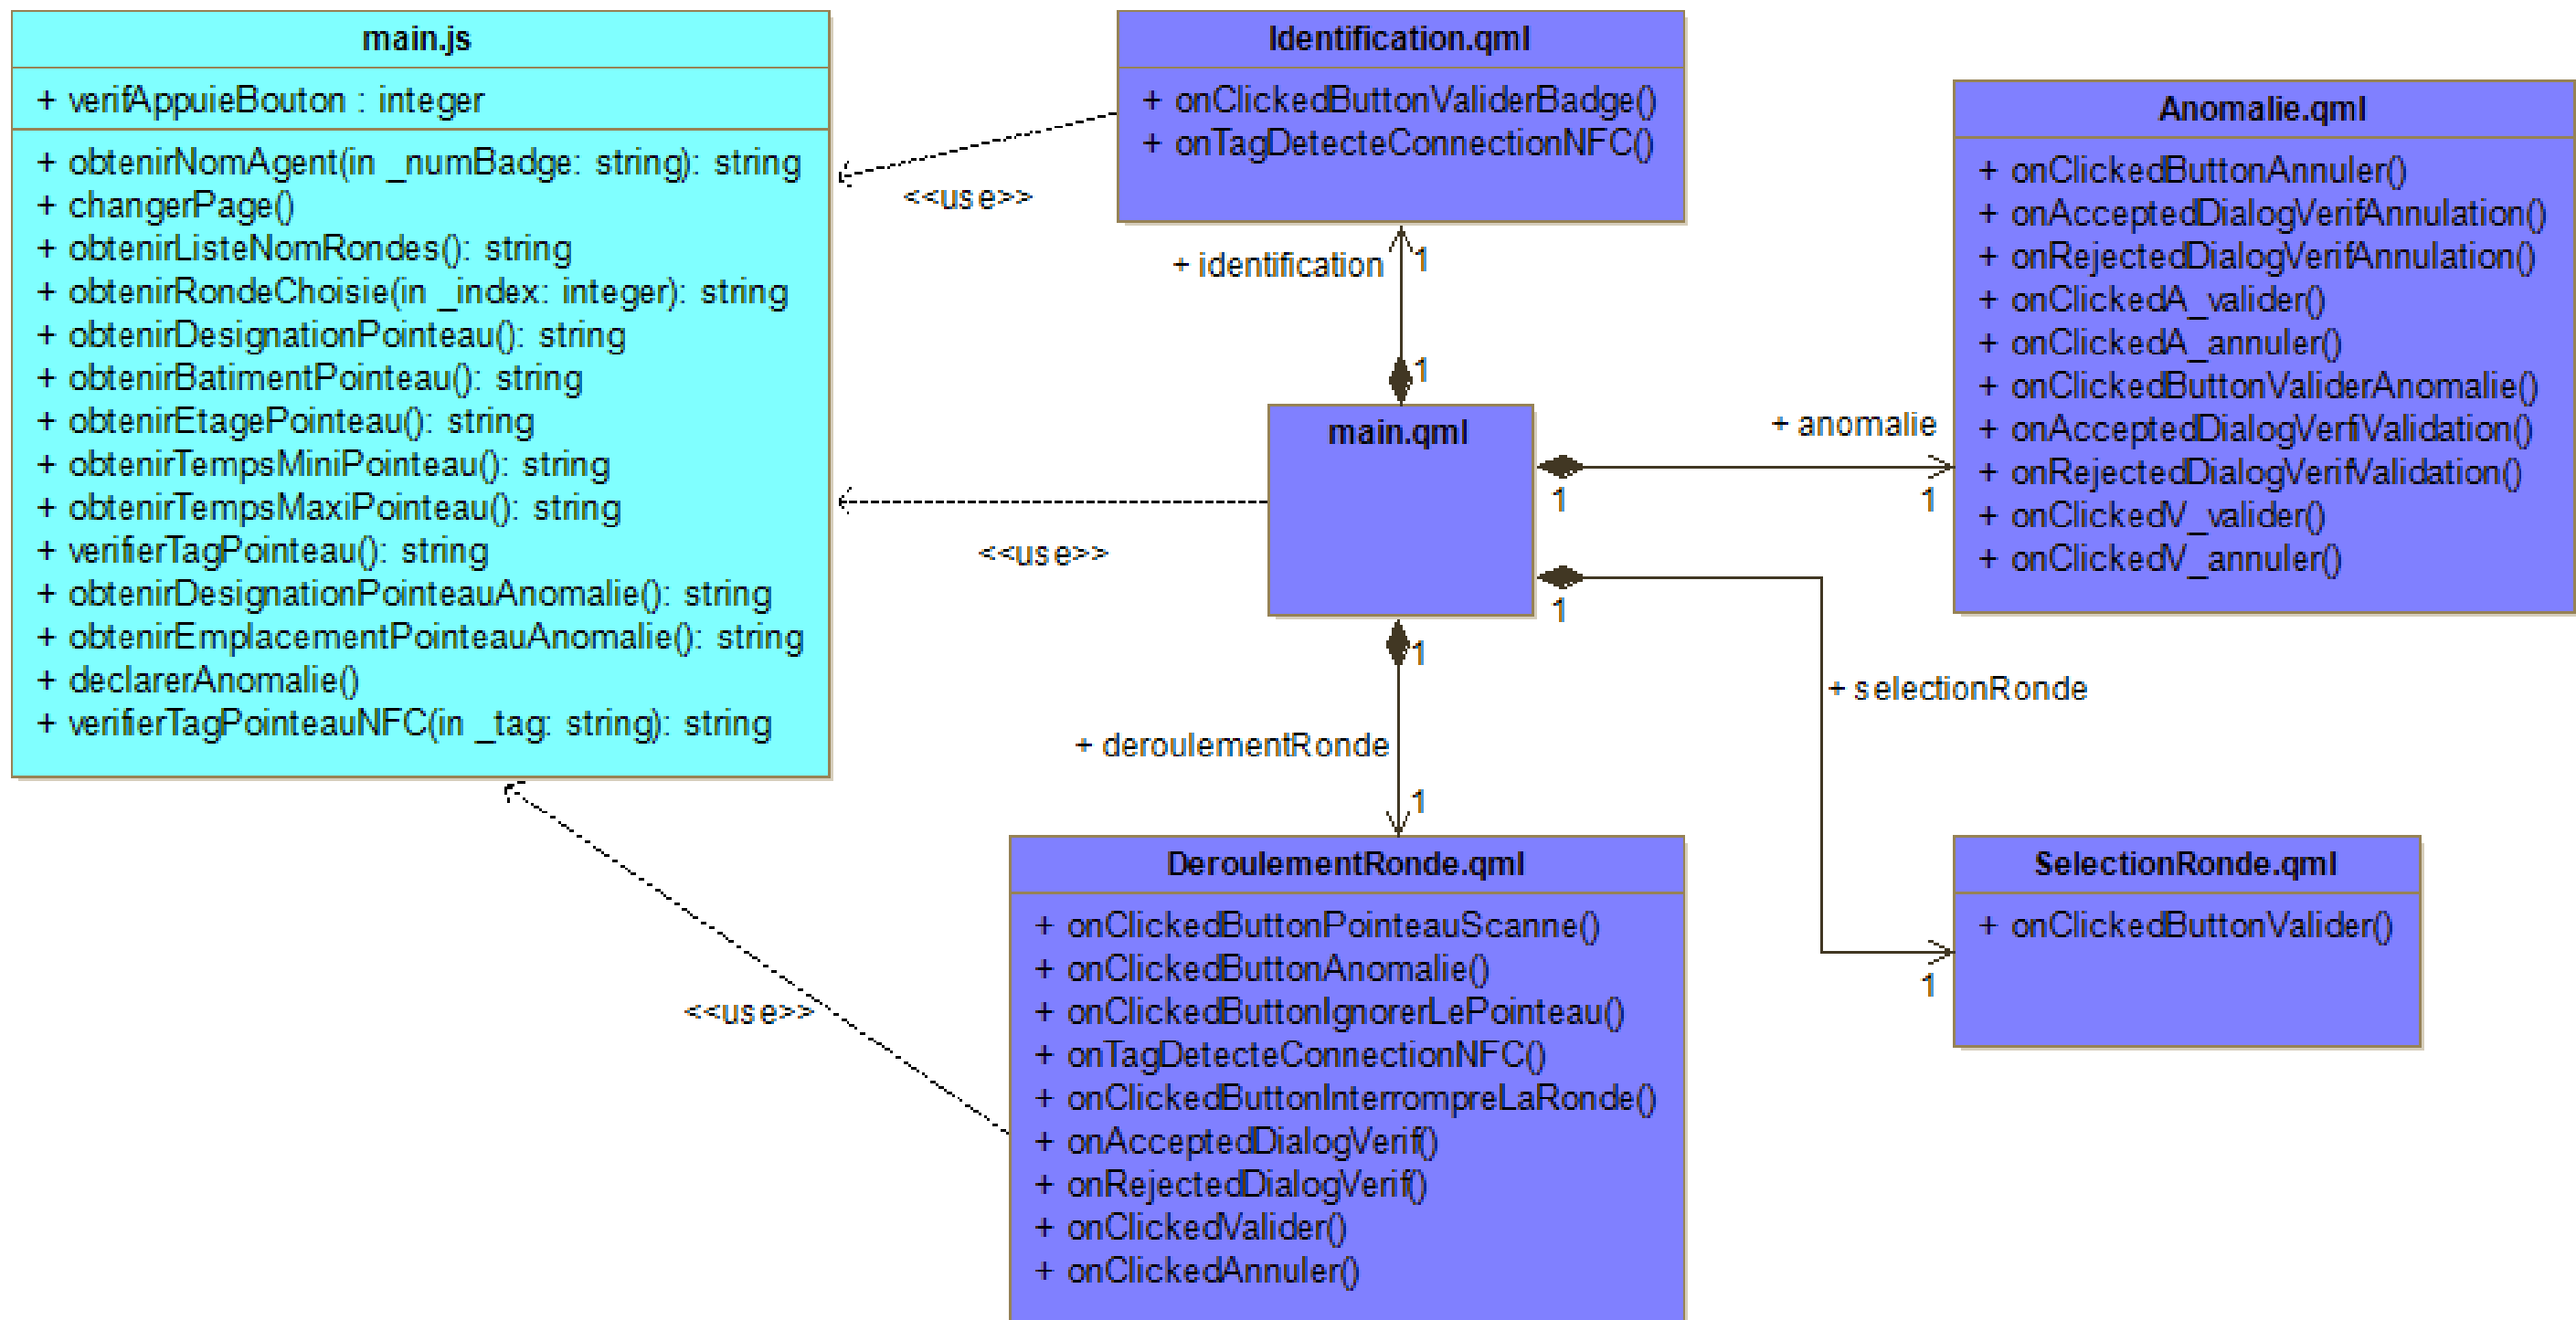 main.js
+ verifAppuieBouton : integer
+ obtenirNomAgent(in _numBadge: string): string
+ changerPage()
+ obtenirListeNomRondes(): string
+ obtenirRondeChoisie(in _index: integer): string
+ obtenirDesignationPointeau(): string
+ obtenirBatimentPointeau(): string
+ obtenirEtagePointeau(): string
+ obtenirTempsMiniPointeau(): string
+ obtenirTempsMaxiPointeau(): string
+ verifierTagPointeau(): string
+ obtenirDesignationPointeauAnomalie(): string
+ obtenirEmplacementPointeauAnomalie(): string
+ declarerAnomalie()
+ verifierTagPointeauNFC(in _tag: string): string
<<use>>
<<use>>
<<use>>
Identification.qml
+ onClickedButtonValiderBadge()
+ onTagDetecteConnectionNFC()
+ identification
1
1
main.qml
1
+ anomalie
1
1
+ selectionRonde
1
1
+ deroulementRonde
1
Anomalie.qml
+ onClickedButtonAnnuler()
+ onAcceptedDialogVerifAnnulation()
+ onRejectedDialogVerifAnnulation()
+ onClickedA_valider()
+ onClickedA_annuler()
+ onClickedButtonValiderAnomalie()
+ onAcceptedDialogVerfiValidation()
+ onRejectedDialogVerifValidation()
+ onClickedV_valider()
+ onClickedV_annuler()
DeroulementRonde.qml
+ onClickedButtonPointeauScanne()
+ onClickedButtonAnomalie()
+ onClickedButtonIgnorerLePointeau()
+ onTagDetecteConnectionNFC()
+ onClickedButtonInterrompreLaRonde()
+ onAcceptedDialogVerif()
+ onRejectedDialogVerif()
+ onClickedValider()
+ onClickedAnnuler()
SelectionRonde.qml
+ onClickedButtonValider()